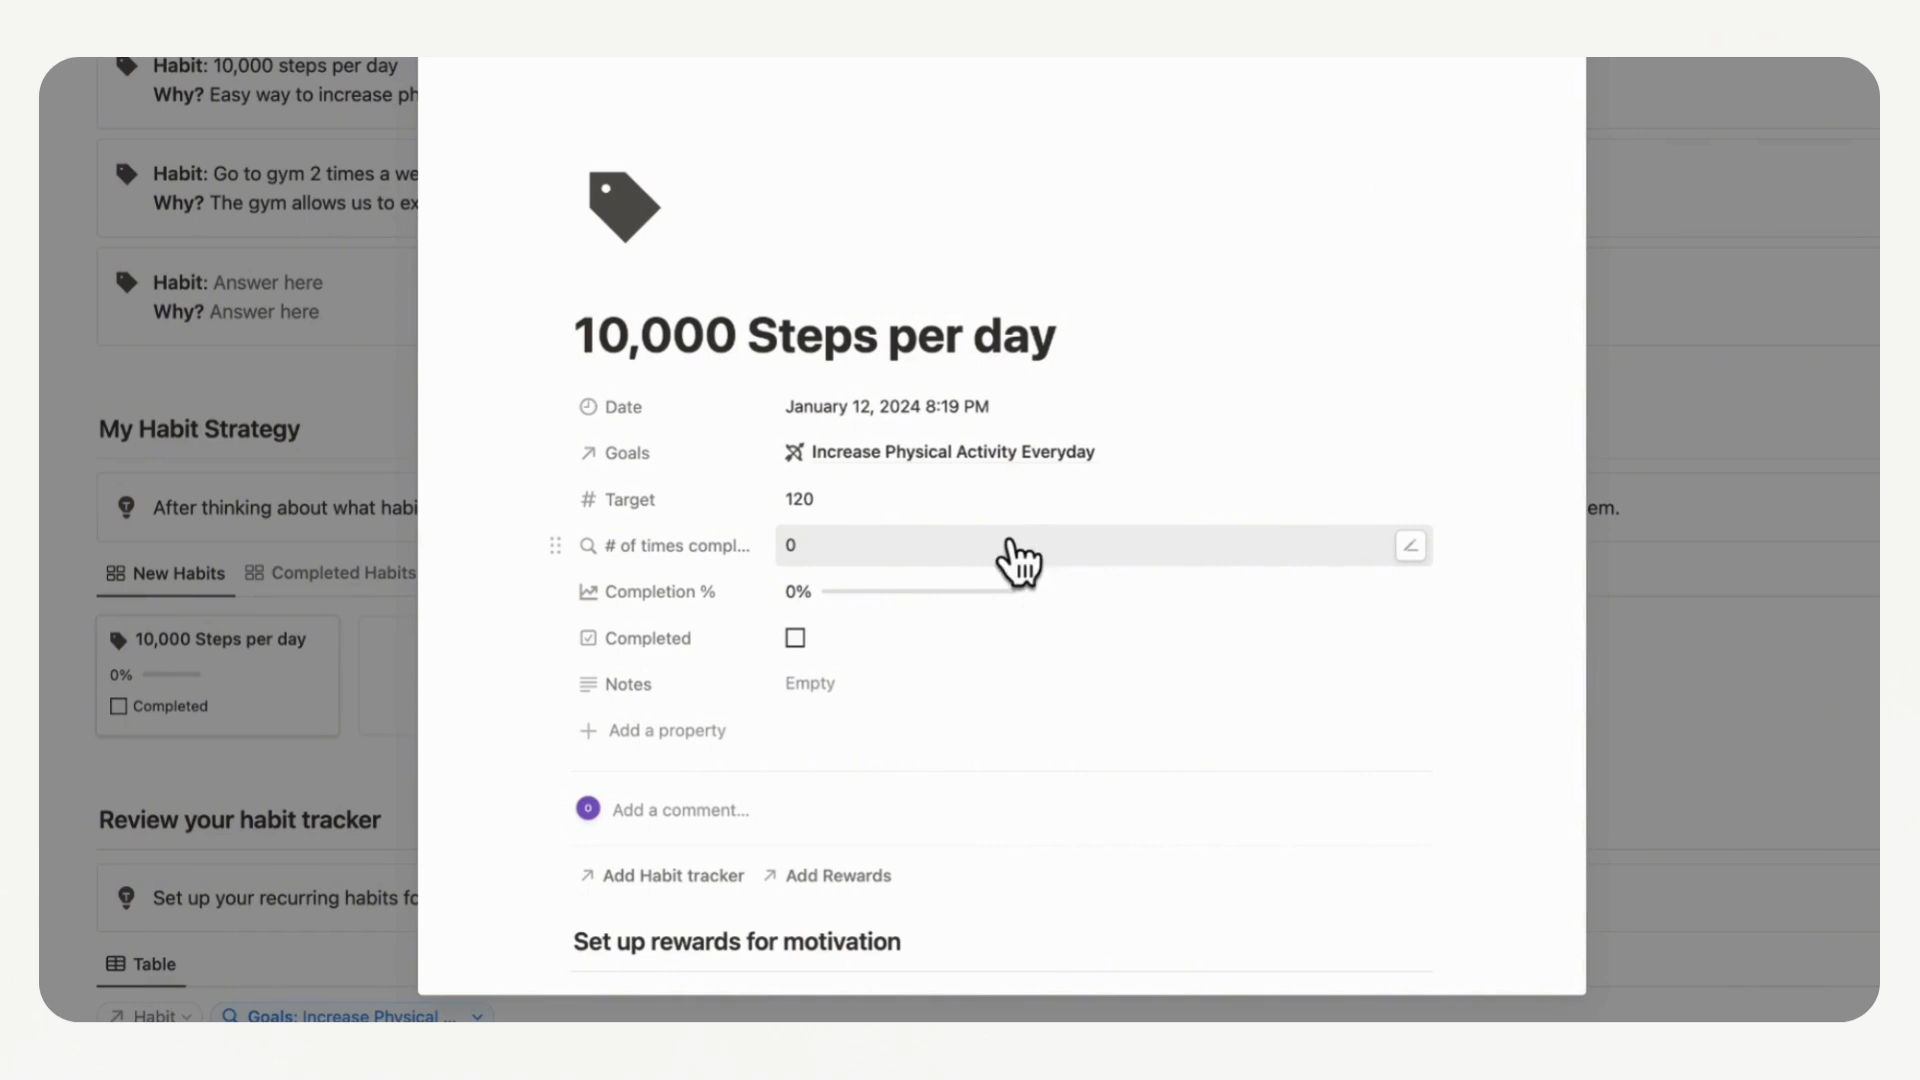 Habit: 10,000 steps per day
Why? Easy way to increase ph
Habit: Go to gym 2 times a we
Why? The gym allows us to ex
Habit: Answer here
Why? Answer here
My Habit Strategy
After thinking about what habi
em.
New Habits
Completed Habits
10,000 Steps per day
0%
Completed
Review your habit tracker
Set up your recurring habits fo
Table
Habit
Goals: Increase Physical ...
10,000 Steps per day
Date January 12, 2024 8:19 PM
Goals Increase Physical Activity Everyday
Target 120
# of times compl... 0
Completion % 0%
Completed
Notes Empty
Add a property
O Add a comment...
Add Habit tracker Add Rewards
Set up rewards for motivation